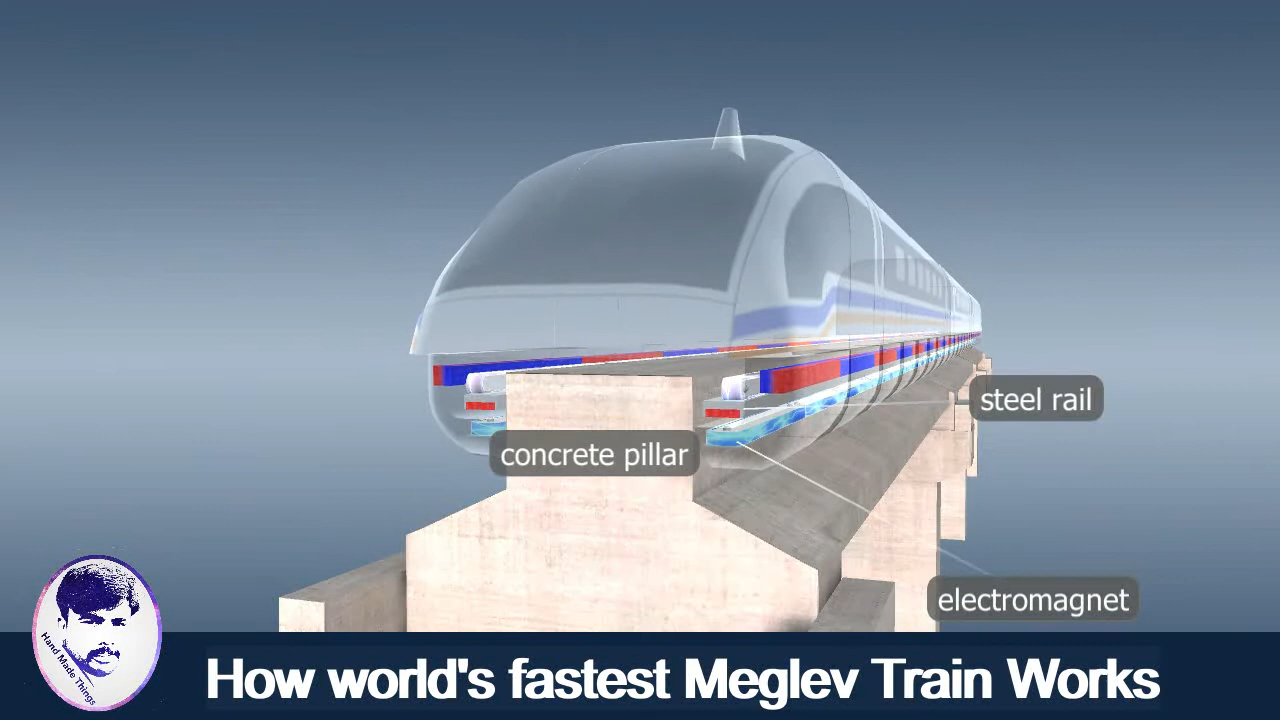 steel rail
concrete pillar
electromagnet
Hand Made Things
How world's fastest Meglev Train Works